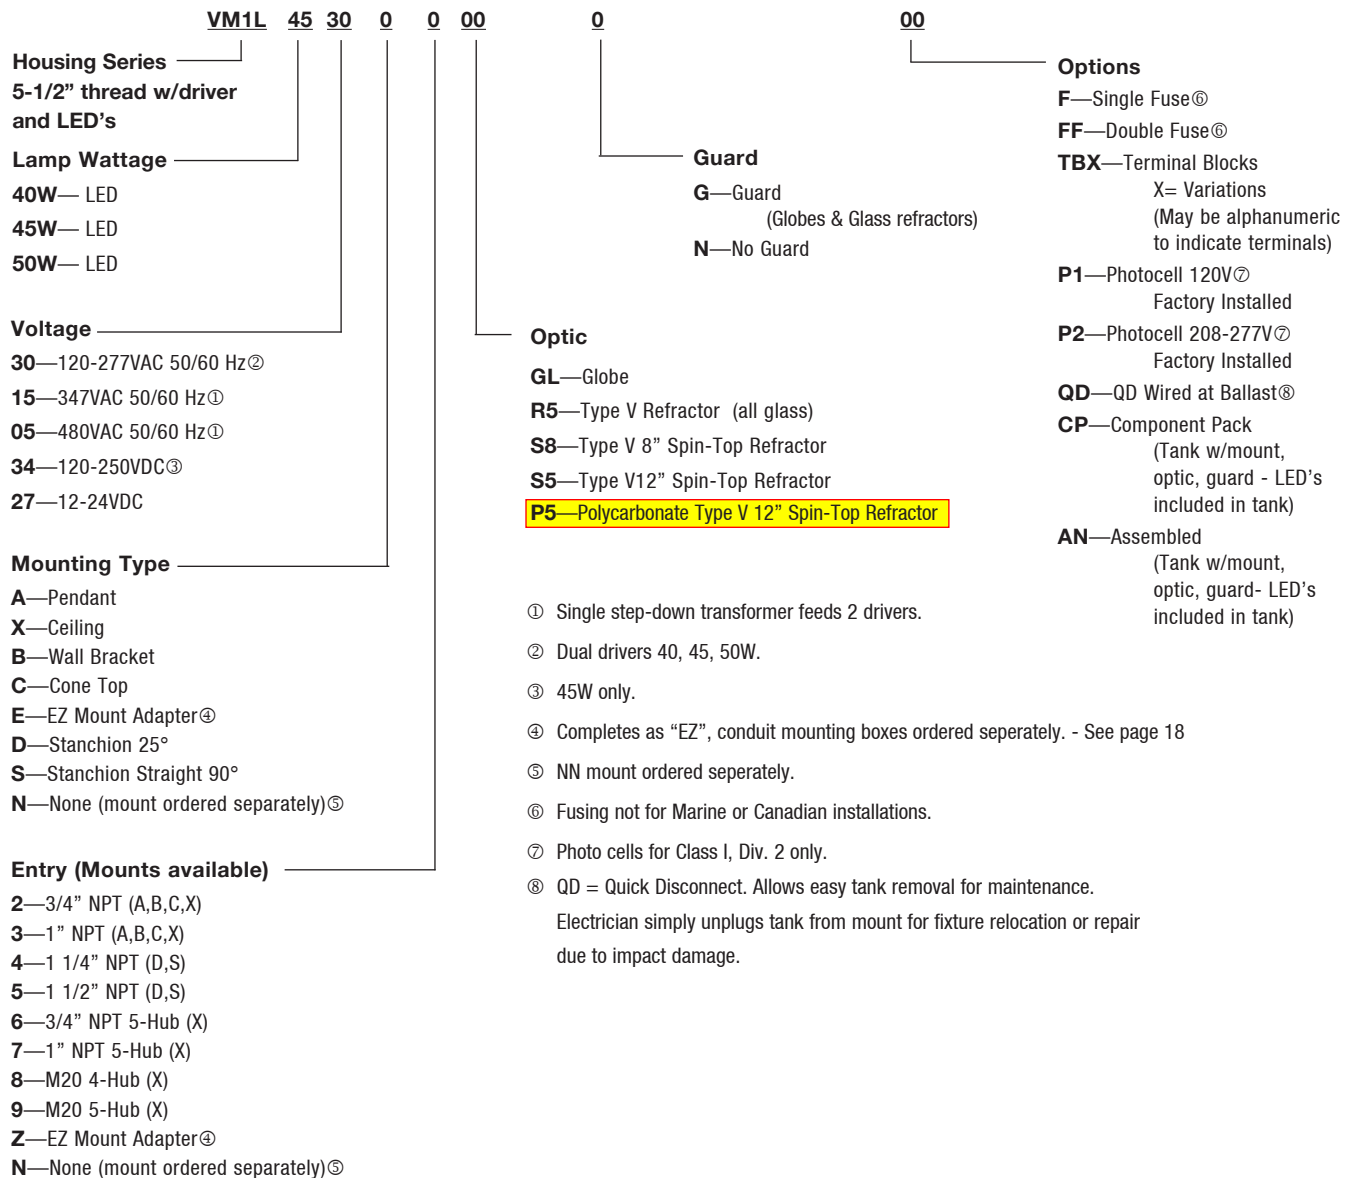 VM1L 45 30 0 0 00 0 00
Housing Series
5-1/2” thread w/driver
and LED’s
Lamp Wattage
40W— LED
45W— LED
50W— LED
Voltage
30—120-277VAC 50/60 Hz②
15—347VAC 50/60 Hz①
05—480VAC 50/60 Hz①
34—120-250VDC③
27—12-24VDC
Mounting Type
A—Pendant
X—Ceiling
B—Wall Bracket
C—Cone Top
E—EZ Mount Adapter④
D—Stanchion 25°
S—Stanchion Straight 90°
N—None (mount ordered separately)⑤
Entry (Mounts available)
2—3/4” NPT (A,B,C,X)
3—1” NPT (A,B,C,X)
4—1 1/4” NPT (D,S)
5—1 1/2” NPT (D,S)
6—3/4” NPT 5-Hub (X)
7—1” NPT 5-Hub (X)
8—M20 4-Hub (X)
9—M20 5-Hub (X)
Z—EZ Mount Adapter④
N—None (mount ordered separately)⑤
Optic
GL—Globe
R5—Type V Refractor (all glass)
S8—Type V 8” Spin-Top Refractor
S5—Type V12” Spin-Top Refractor
P5—Polycarbonate Type V 12” Spin-Top Refractor
Guard
G—Guard
(Globes & Glass refractors)
N—No Guard
Options
F—Single Fuse⑥
FF—Double Fuse⑥
TBX—Terminal Blocks
X= Variations
(May be alphanumeric
to indicate terminals)
P1—Photocell 120V⑦
Factory Installed
P2—Photocell 208-277V⑦
Factory Installed
QD—QD Wired at Ballast⑧
CP—Component Pack
(Tank w/mount,
optic, guard - LED’s
included in tank)
AN—Assembled
(Tank w/mount,
optic, guard- LED’s
included in tank)
① Single step-down transformer feeds 2 drivers.
② Dual drivers 40, 45, 50W.
③ 45W only.
④ Completes as “EZ”, conduit mounting boxes ordered seperately. - See page 18
⑤ NN mount ordered seperately.
⑥ Fusing not for Marine or Canadian installations.
⑦ Photo cells for Class I, Div. 2 only.
⑧ QD = Quick Disconnect. Allows easy tank removal for maintenance.
Electrician simply unplugs tank from mount for fixture relocation or repair
due to impact damage.